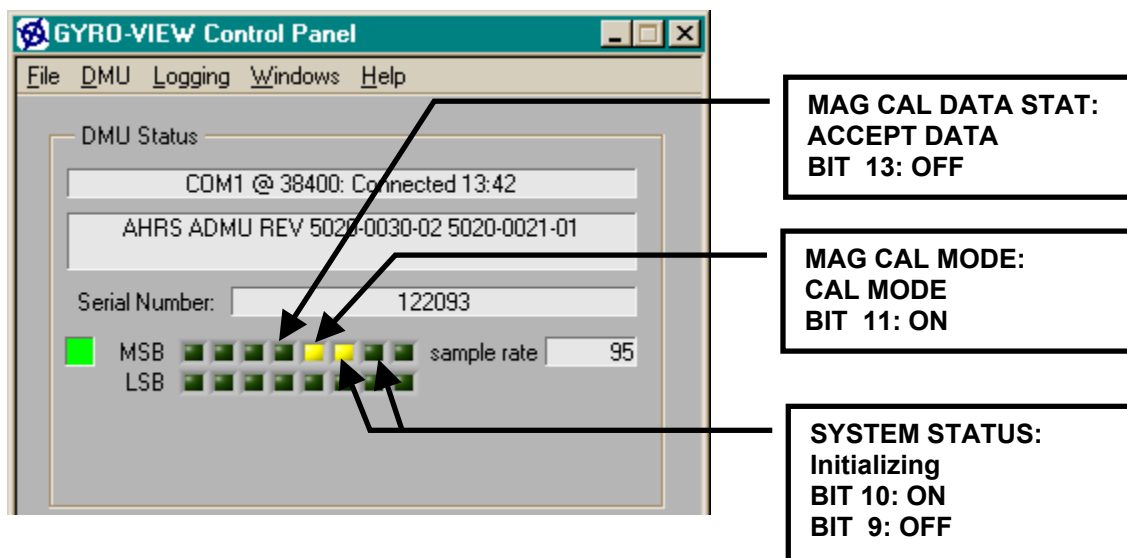 GYRO-VIEW Control Panel
File DMU Logging Windows Help
DMU Status
COM1 @ 38400: Connected 13:42
AHRS ADMU REV 5020-0030-02 5020-0021-01
Serial Number: 122093
MSB sample rate 95
LSB
MAG CAL DATA STAT:
ACCEPT DATA
BIT 13: OFF
MAG CAL MODE:
CAL MODE
BIT 11: ON
SYSTEM STATUS:
Initializing
BIT 10: ON
BIT 9: OFF